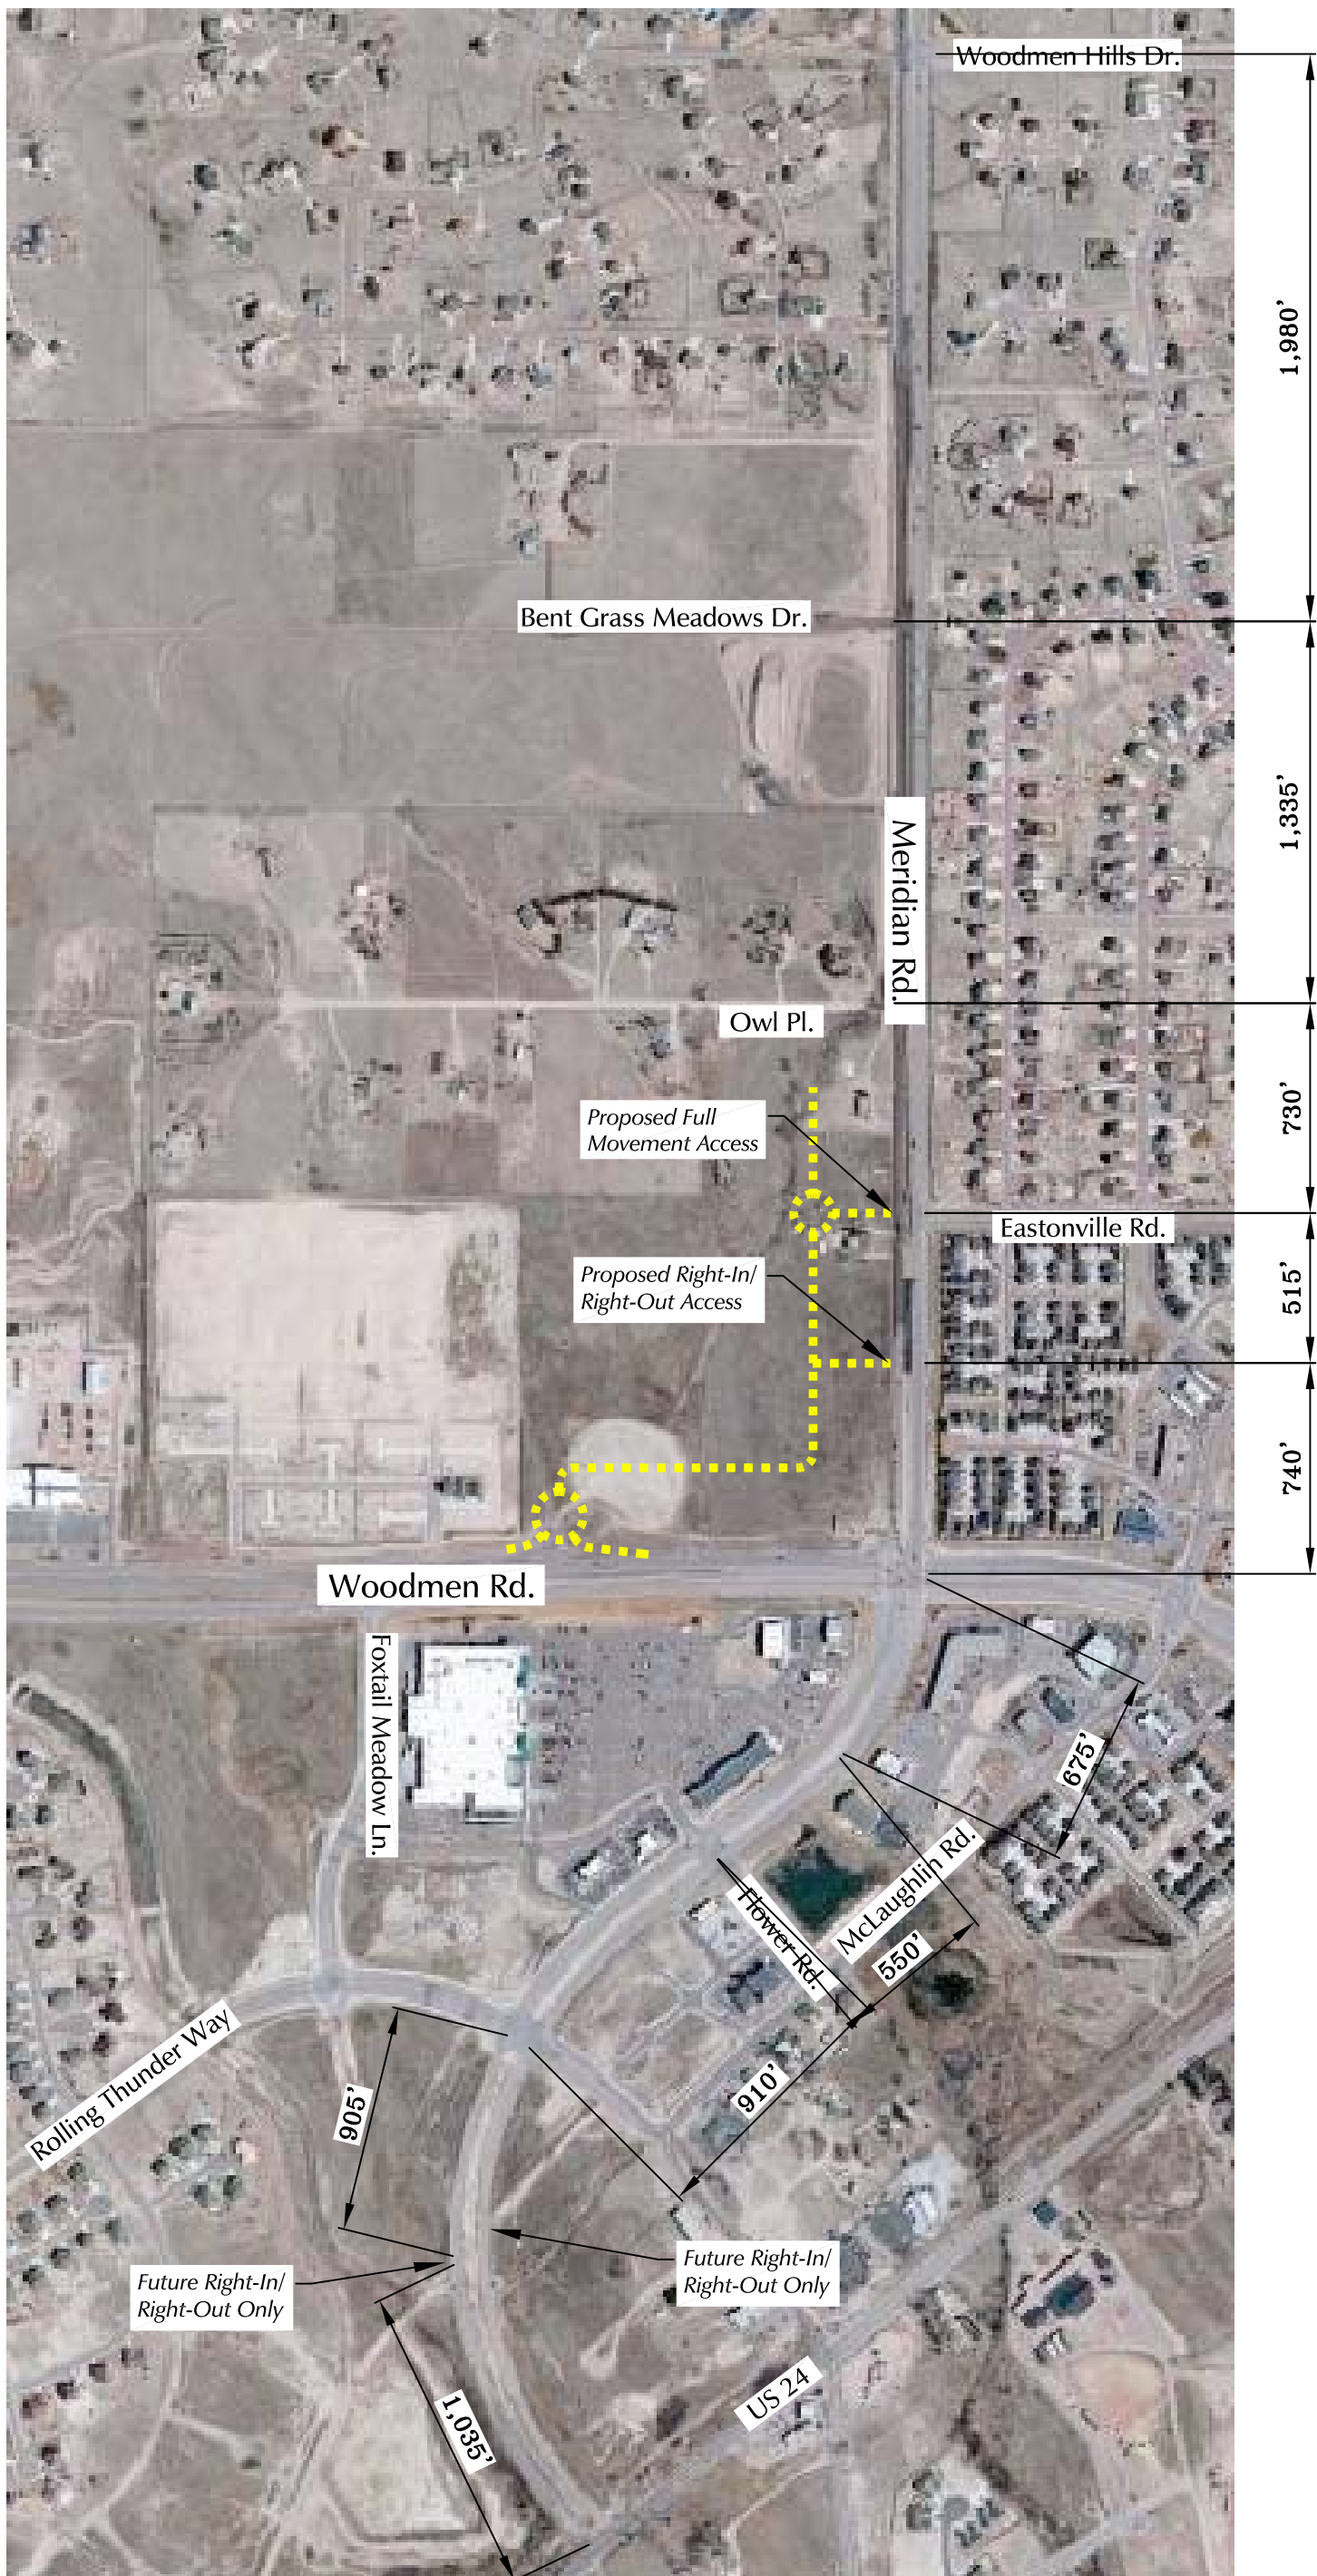 Woodmen Hills Dr.
1,980’
Bent Grass Meadows Dr.
1,335’
Meridian Rd.
Owl Pl.
730’
Proposed Full
Movement Access
Eastonville Rd.
Proposed Right-In/
Right-Out Access
515’
740’
Woodmen Rd.
Foxtail Meadow Ln.
675’
McLaughlin Rd.
Flower Rd.
550’
Rolling Thunder Way
905’
910’
Future Right-In/
Right-Out Only
Future Right-In/
Right-Out Only
US 24
1,035’